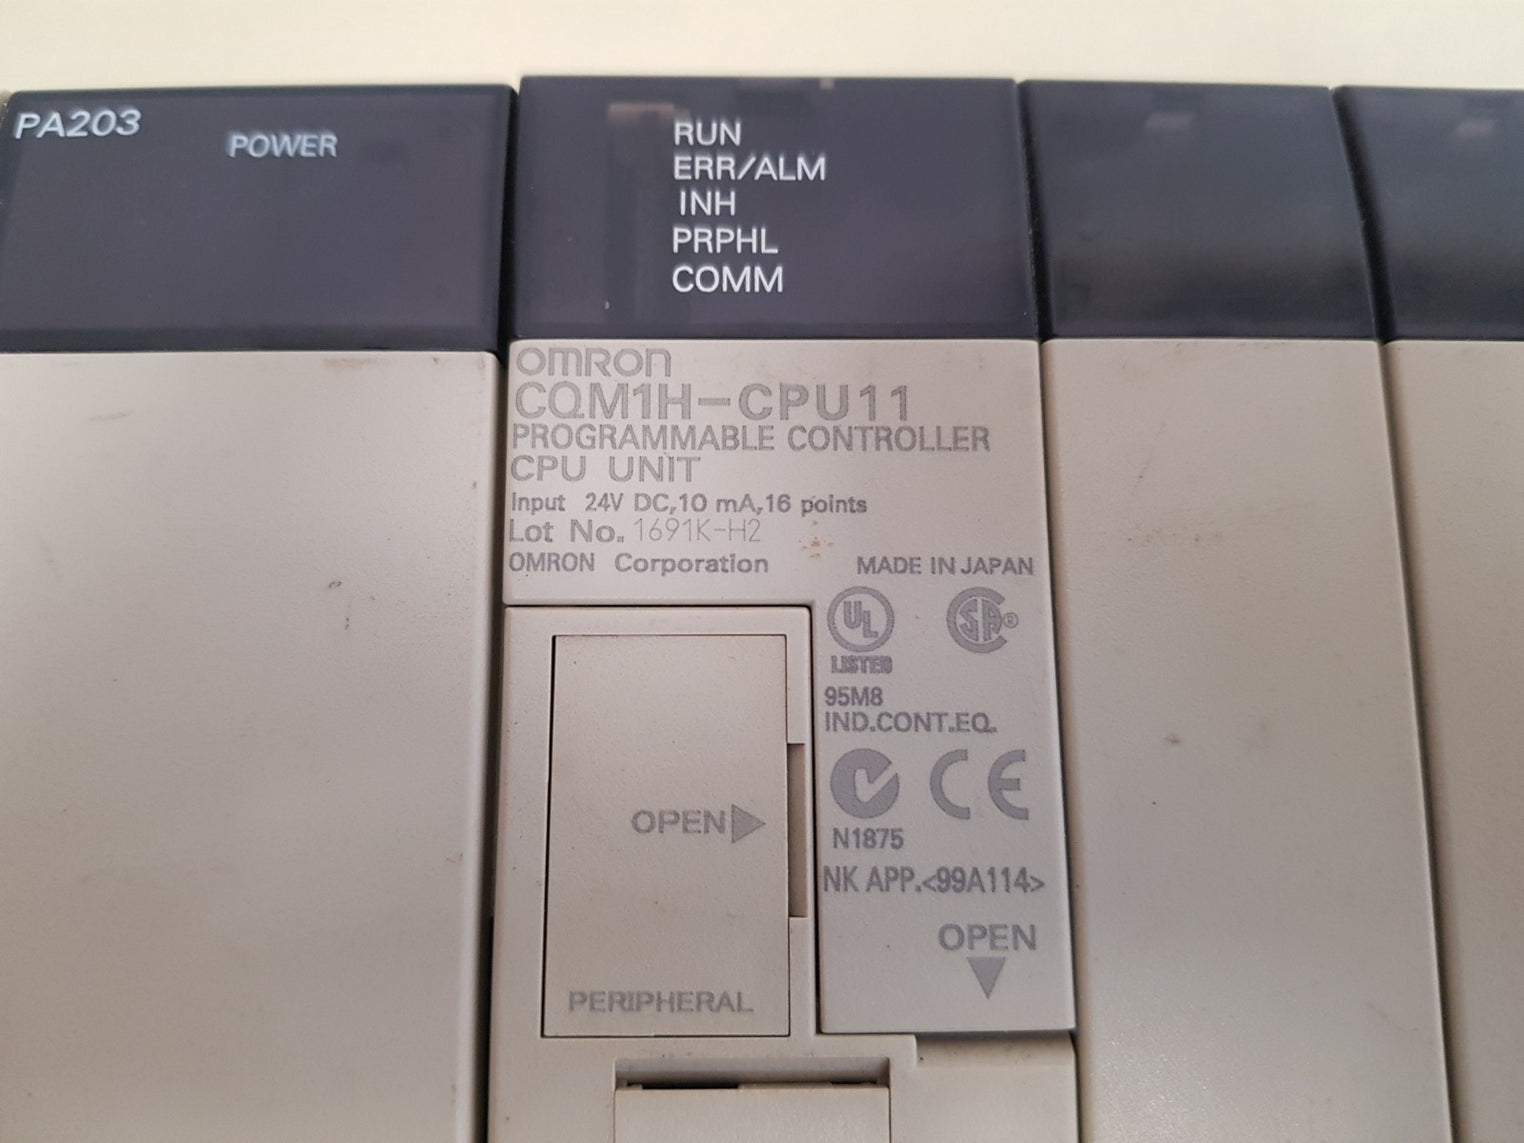 PA203
POWER
RUN
ERR/ALM
INH
PRPHL
COMM
OMRON
CQM1H-CPU11
PROGRAMMABLE CONTROLLER
CPU UNIT
Input 24V DC,10 mA,16 points
Lot No. 1691K-H2
OMRON Corporation MADE IN JAPAN
UL
LISTED
SA®
95M8
IND.CONT.EQ.
CE
N1875
NK APP.<99A114>
OPEN
OPEN
PERIPHERAL